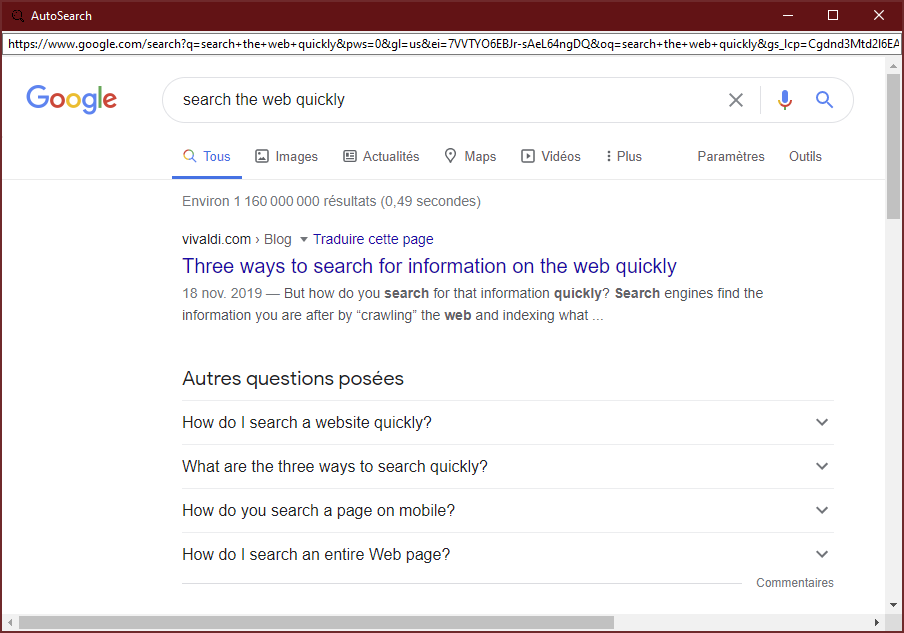 AutoSearch
https://www.google.com/search?q=search+the+web+quickly&pws=0&gl=us&ei=7VVTYO6EBJr-sAeL64ngDQ&oq=search+the+web+quickly&gs_lcp=Cgdnd3Mtd2l6EA
Google
search the web quickly
Tous Images Actualités Maps Vidéos Plus Paramètres Outils
Environ 1 160 000 000 résultats (0,49 secondes)
vivaldi.com › Blog Traduire cette page
Three ways to search for information on the web quickly
18 nov. 2019 — But how do you search for that information quickly? Search engines find the
information you are after by “crawling” the web and indexing what ...
Autres questions posées
How do I search a website quickly?
What are the three ways to search quickly?
How do you search a page on mobile?
How do I search an entire Web page?
Commentaires